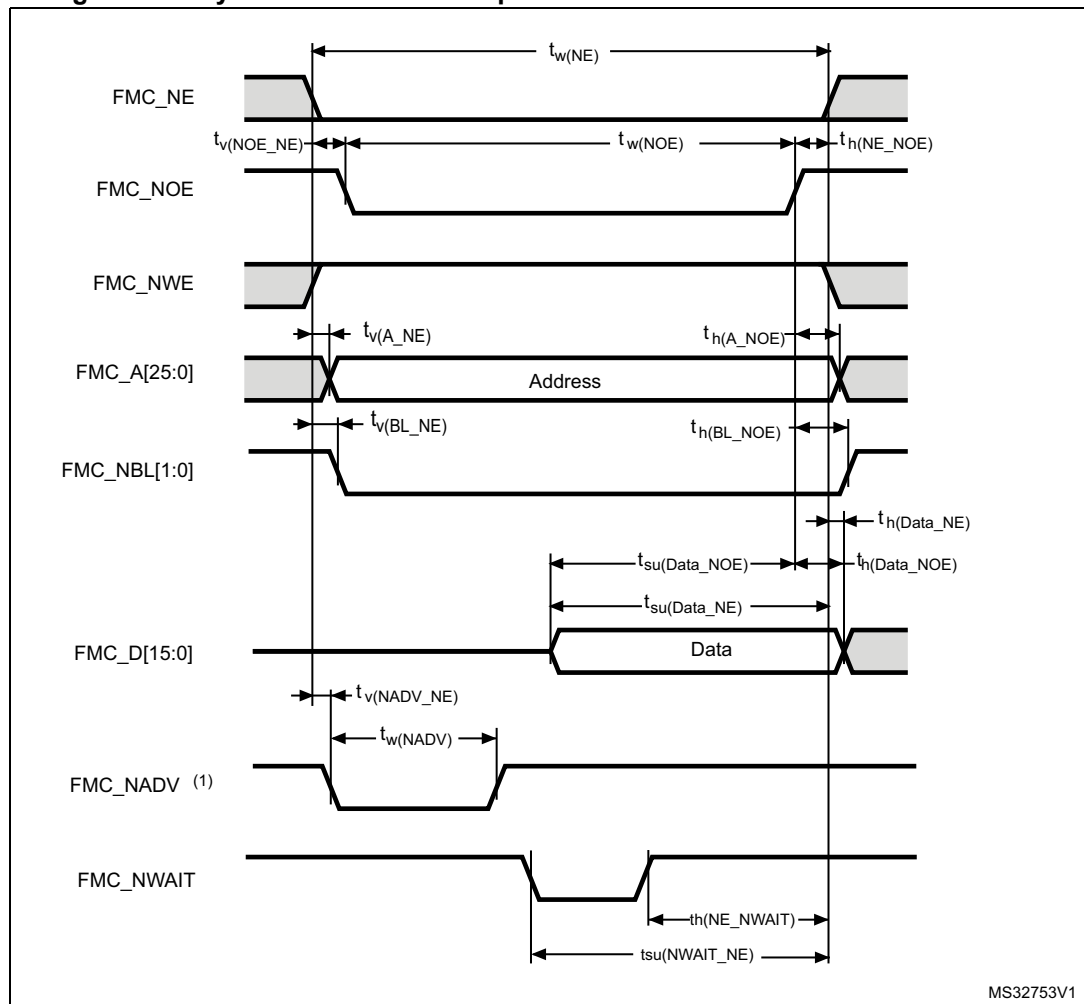 tw(NE)
FMC_NE
tv(NOE_NE)
tw(NOE)
th(NE_NOE)
FMC_NOE
FMC_NWE
tv(A_NE)
th(A_NOE)
FMC_A[25:0]
Address
tv(BL_NE)
th(BL_NOE)
FMC_NBL[1:0]
th(Data_NE)
tsu(Data_NOE)
th(Data_NOE)
tsu(Data_NE)
FMC_D[15:0]
Data
tv(NADV_NE)
tw(NADV)
FMC_NADV (1)
FMC_NWAIT
th(NE_NWAIT)
tsu(NWAIT_NE)
MS32753V1